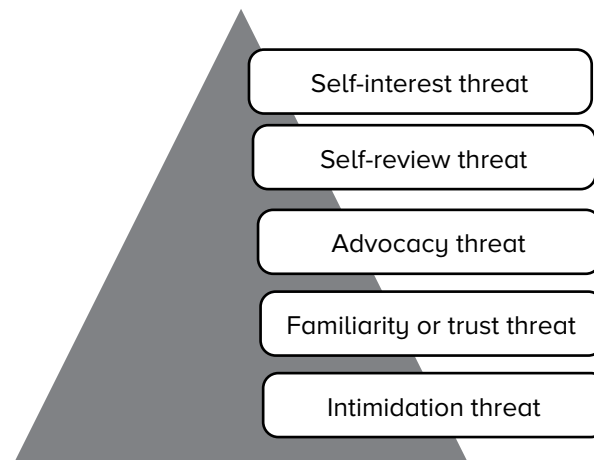 Self-interest threat
Self-review threat
Advocacy threat
Familiarity or trust threat
Intimidation threat